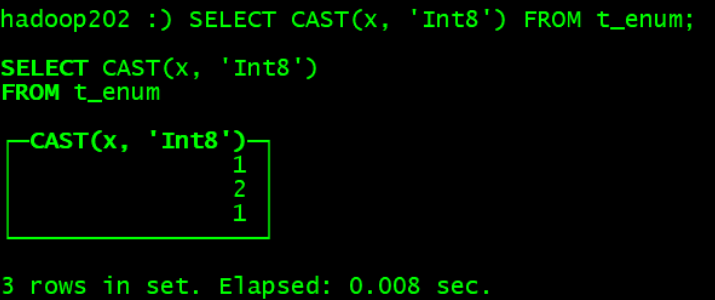 hadoop202 :) SELECT CAST(x, 'Int8') FROM t_enum;
SELECT CAST(x, 'Int8')
FROM t_enum
CAST(x, 'Int8')
1
2
1
3 rows in set. Elapsed: 0.008 sec.